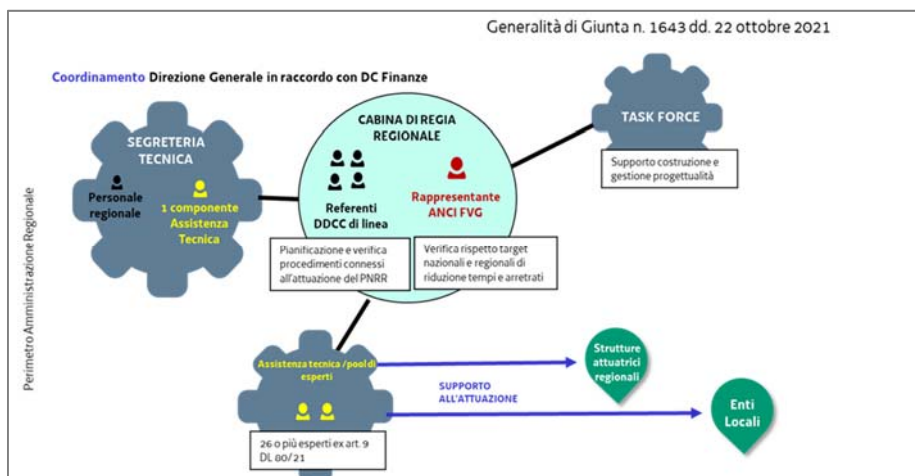 Generalità di Giunta n. 1643 dd. 22 ottobre 2021
Coordinamento Direzione Generale in raccordo con DC Finanze
Perimetro Amministrazione Regionale
SEGRETERIA
TECNICA
Personale
regionale
1 componente
Assistenza
Tecnica
CABINA DI REGIA
REGIONALE
Referenti
DDCC di linea
Rappresentante
ANCI FVG
Pianificazione e verifica
procedimenti connessi
all'attuazione del PNRR
Verifica rispetto target
nazionali e regionali di
riduzione tempi e arretrati
TASK FORCE
Supporto costruzione e
gestione progettualità
Assistenza tecnica /pool di
esperti
26 o più esperti ex art. 9
DL 80/21
SUPPORTO
ALL'ATTUAZIONE
Strutture
attuatrici
regionali
Enti
Locali